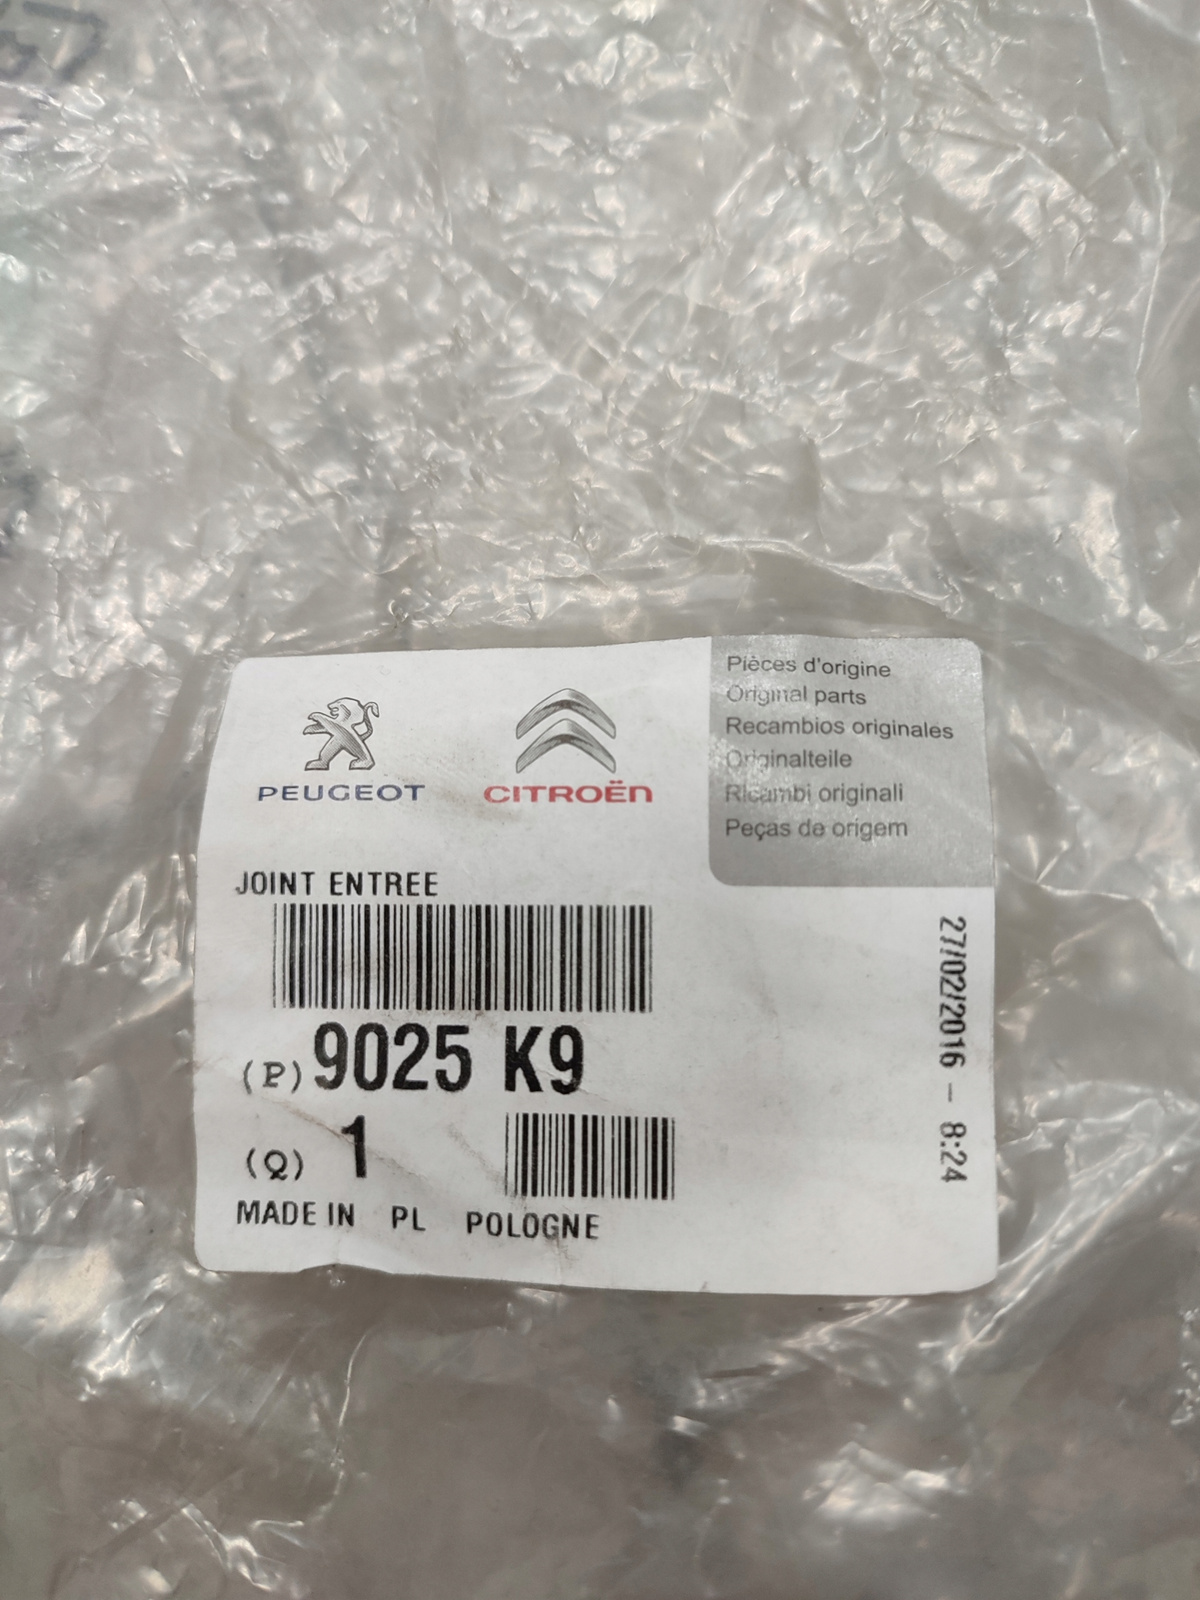 PEUGEOT
CITROËN
Pièces d'origine
Original parts
Recambios originales
Originalteile
Ricambi originali
Peças de origem
JOINT ENTREE
(P) 9025 K9
(Q) 1
MADE IN PL POLOGNE
27/02/2016 - 8:24